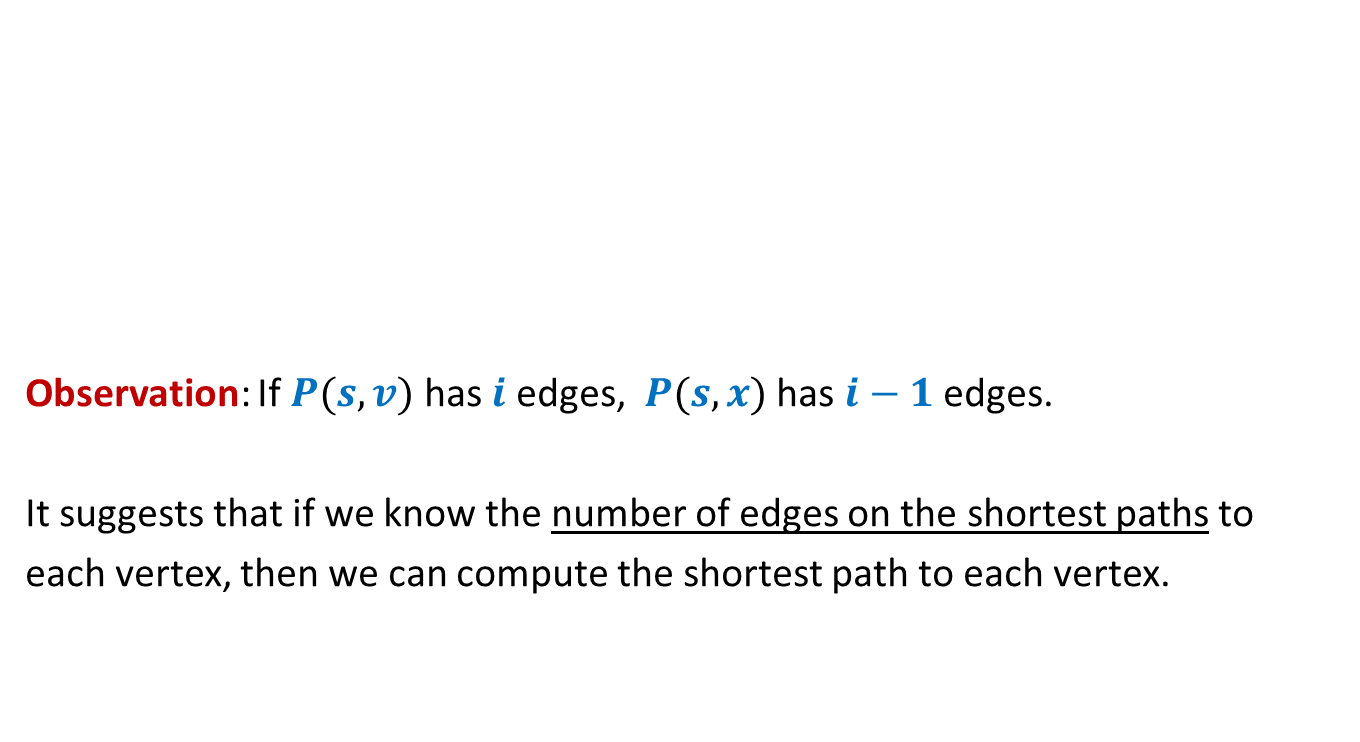 Observation: If P(s, v) has i edges, P(s, x) has i − 1 edges.
It suggests that if we know the number of edges on the shortest paths to
each vertex, then we can compute the shortest path to each vertex.